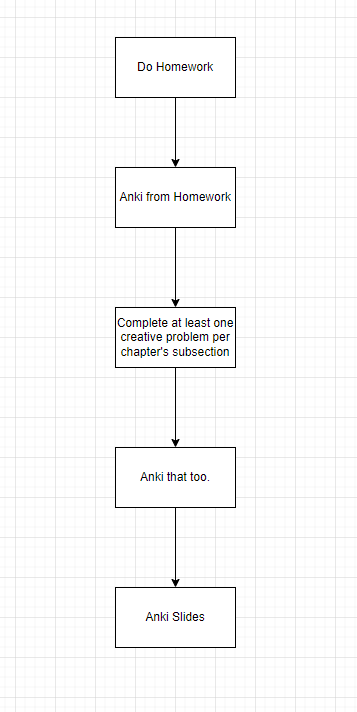 Do Homework
Anki from Homework
Complete at least one
creative problem per
chapter's subsection
Anki that too.
Anki Slides